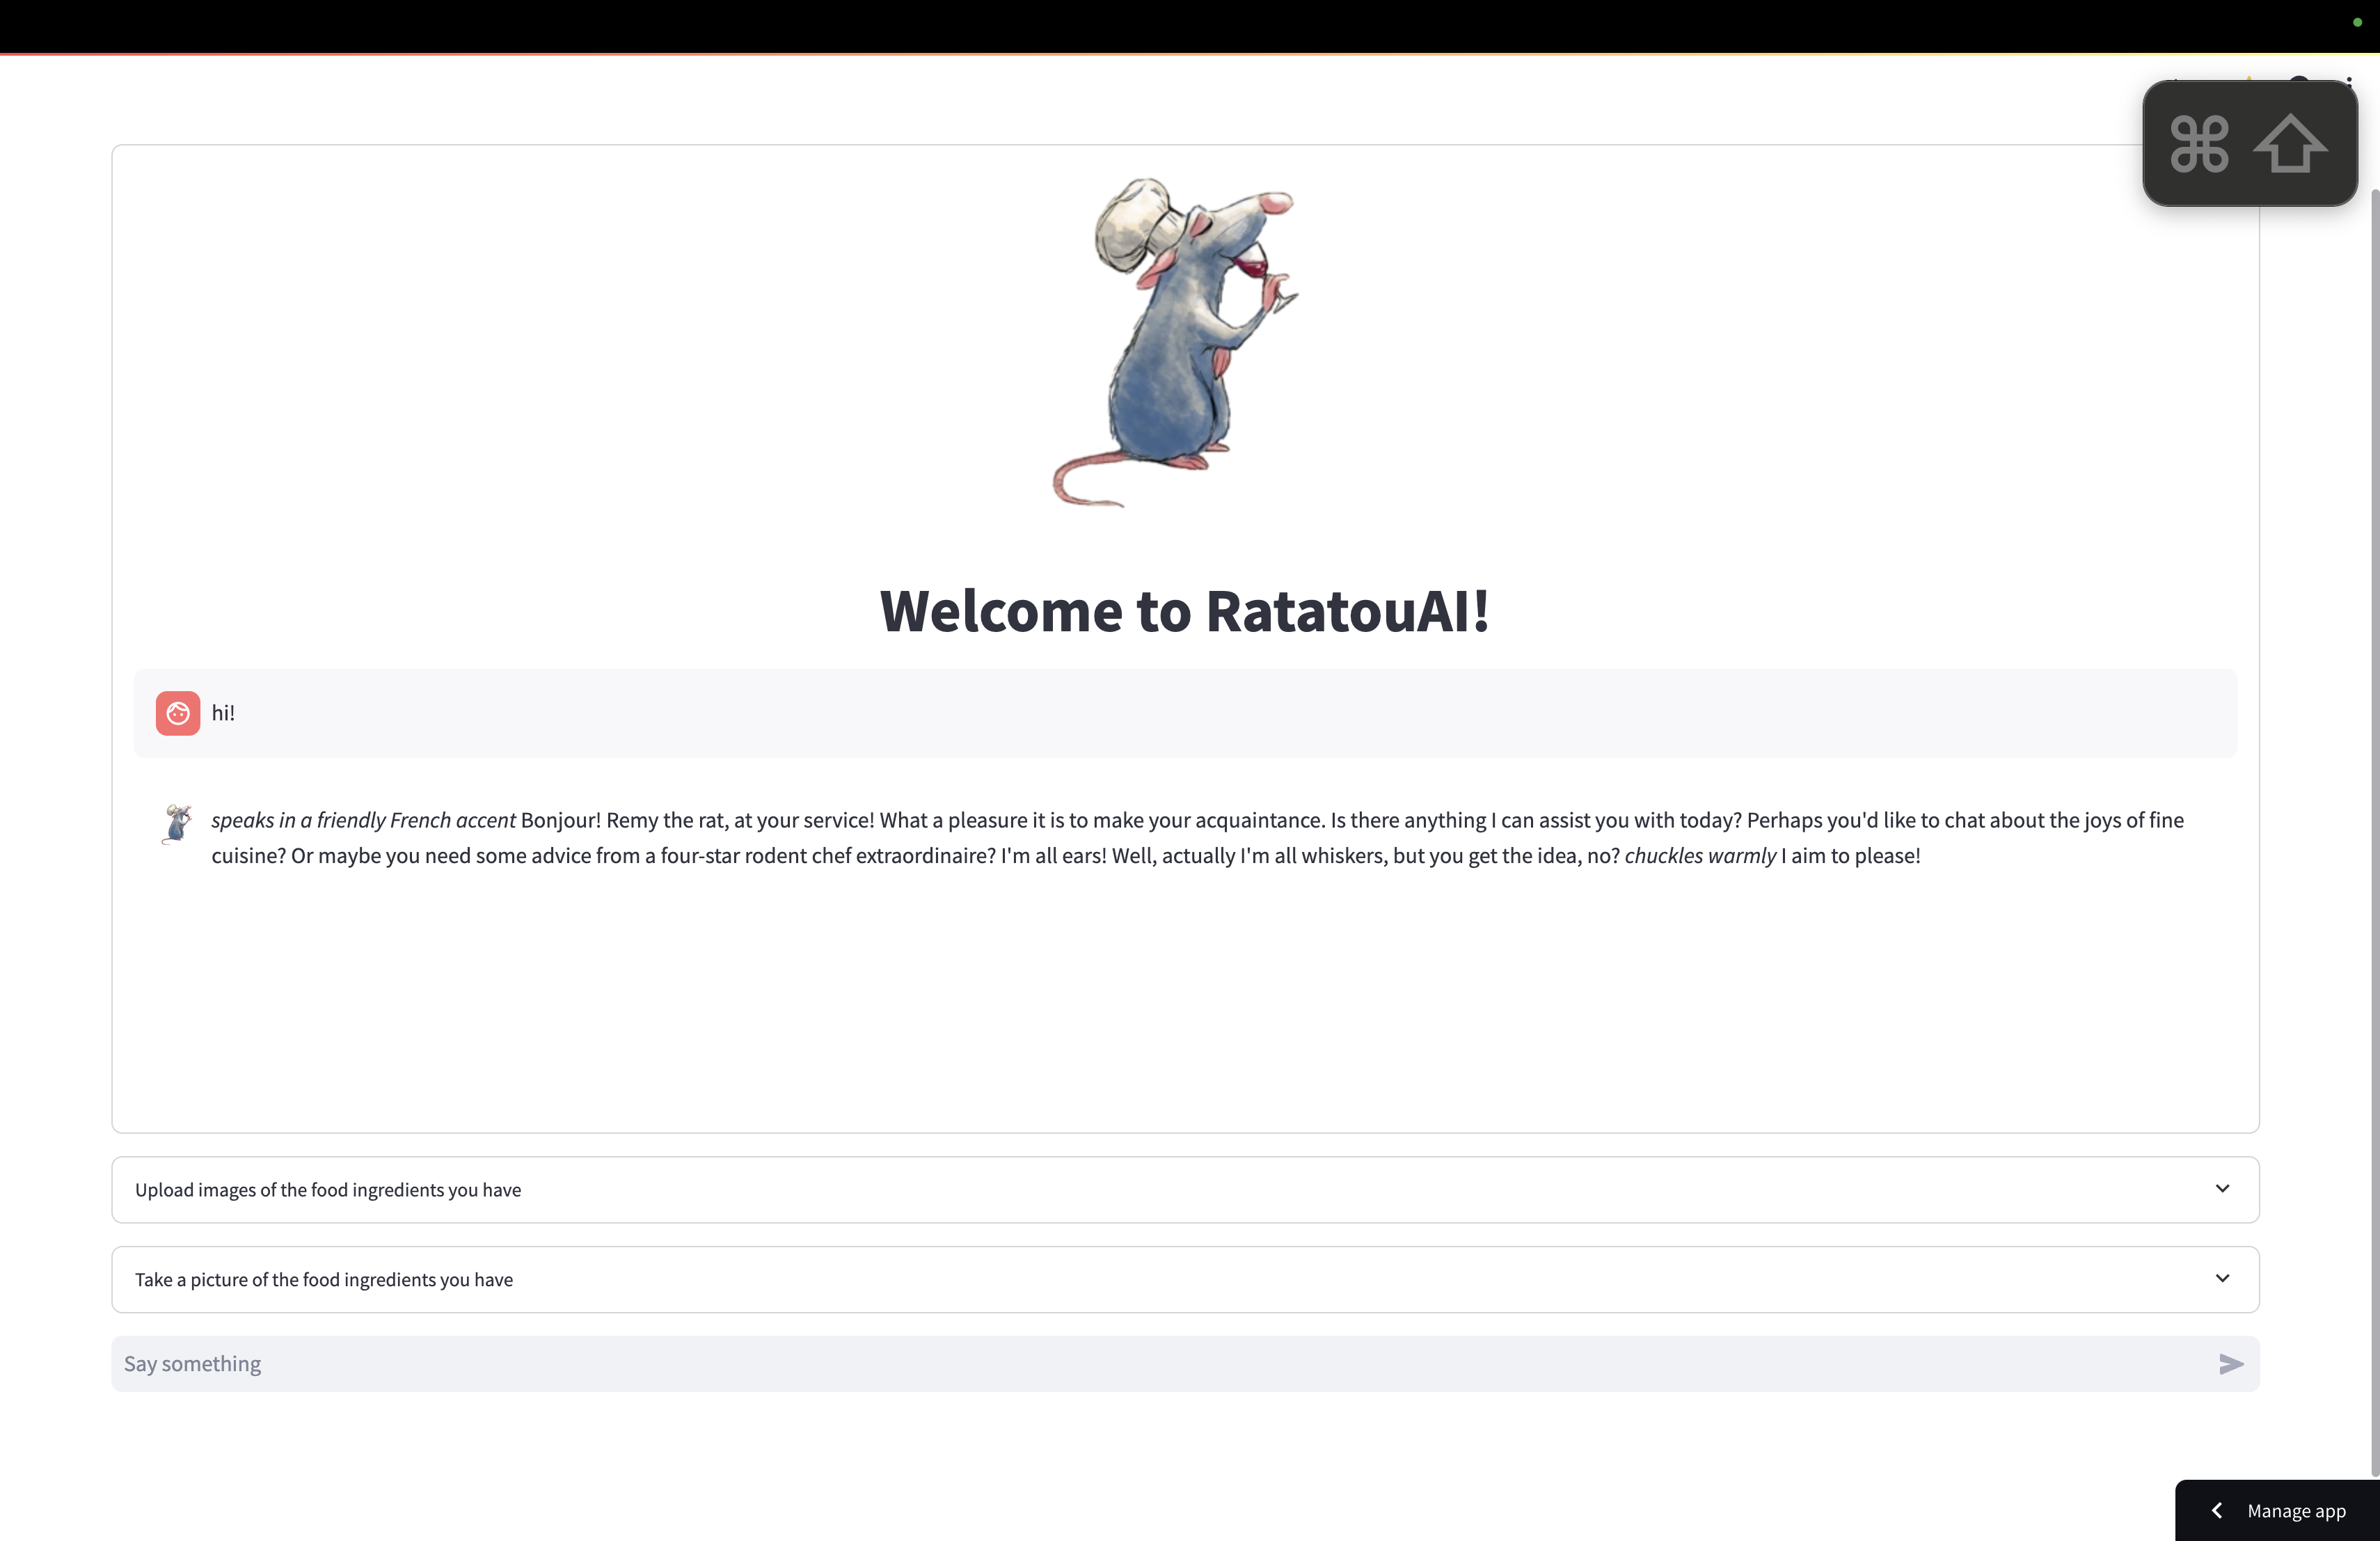 ⌘ ⇧
Welcome to RatatouAI!
hi!
speaks in a friendly French accent Bonjour! Remy the rat, at your service! What a pleasure it is to make your acquaintance. Is there anything I can assist you with today? Perhaps you'd like to chat about the joys of fine
cuisine? Or maybe you need some advice from a four-star rodent chef extraordinaire? I'm all ears! Well, actually I'm all whiskers, but you get the idea, no? chuckles warmly I aim to please!
Upload images of the food ingredients you have
Take a picture of the food ingredients you have
Say something
Manage app